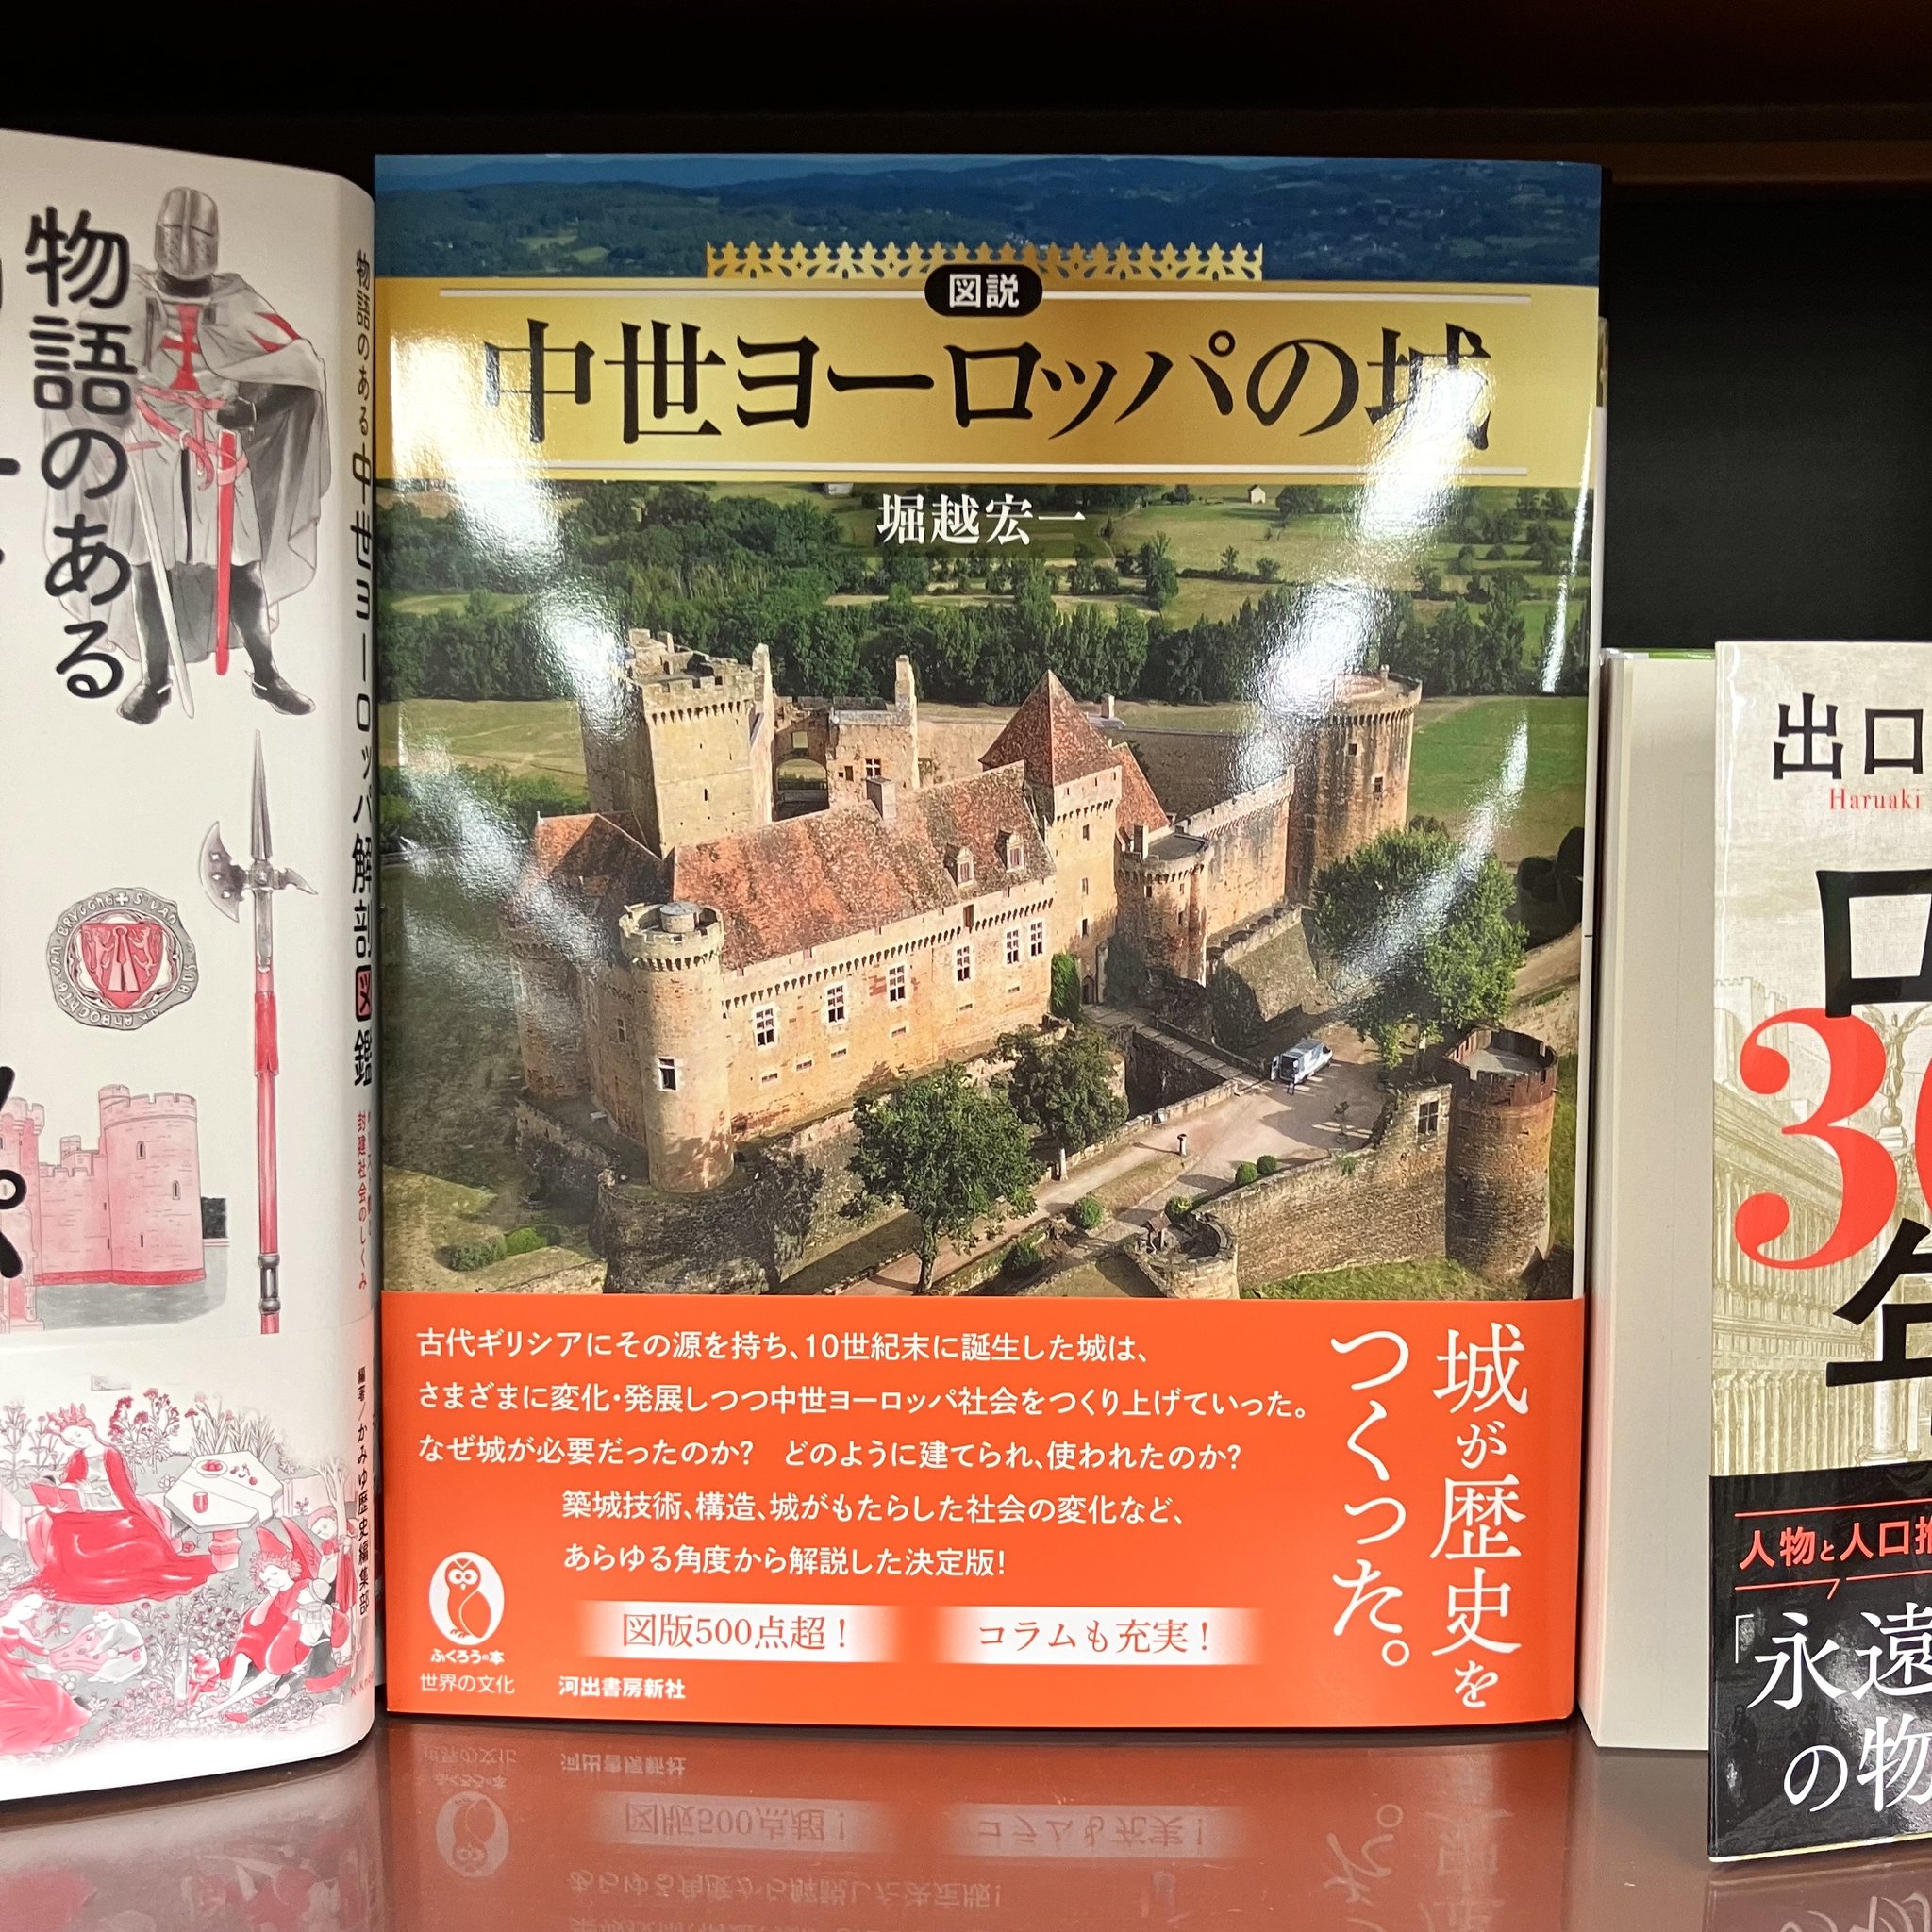 物語のある
物語のある中世ヨーロッパ解剖図鑑
封建社会のしくみ
編著/かみゆ歴史編集部
図説
中世ヨーロッパの城
堀越宏一
城が歴史を
つくった。
古代ギリシアにその源を持ち、10世紀末に誕生した城は、
さまざまに変化・発展しつつ中世ヨーロッパ社会をつくり上げていった。
なぜ城が必要だったのか? どのように建てられ、使われたのか?
築城技術、構造、城がもたらした社会の変化など、
あらゆる角度から解説した決定版!
図版500点超!
コラムも充実!
ふくろうの本
世界の文化
河出書房新社
出口
Haruaki
人物と人口
「永遠
の物